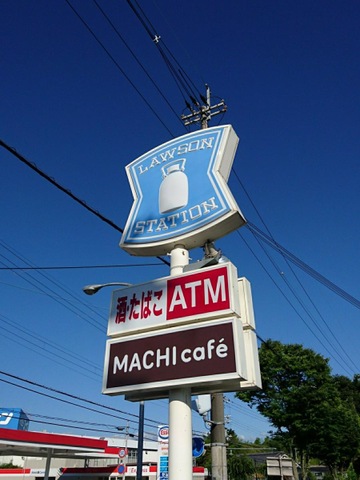 LAWSON
STATION
酒・たばこ ATM
MACHI café